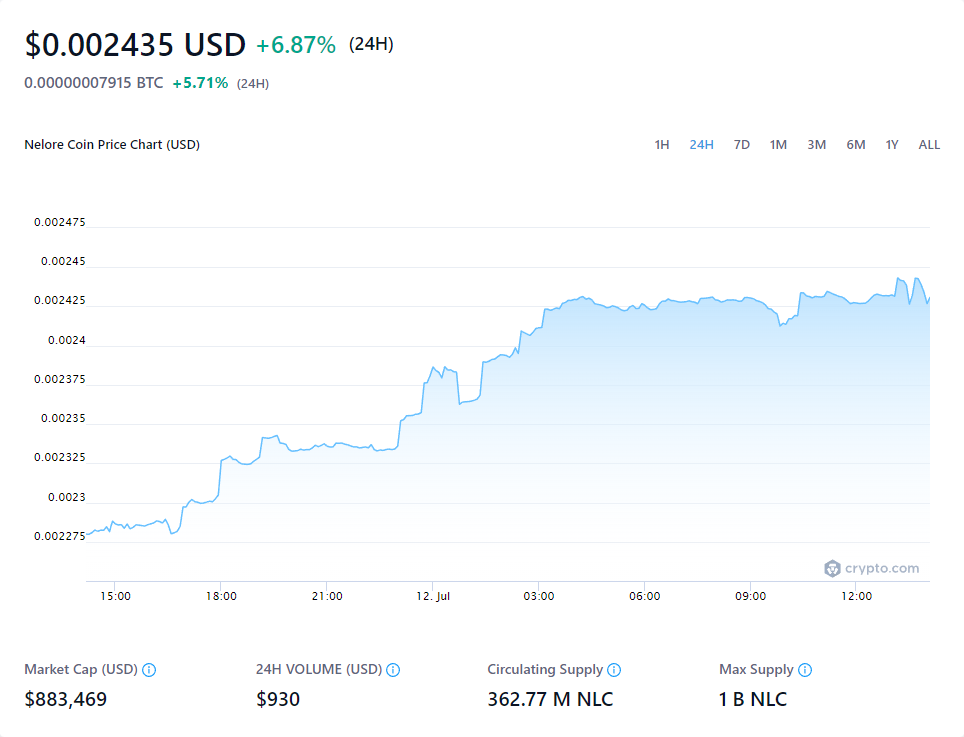 $0.002435 USD +6.87% (24H)
0.00000007915 BTC +5.71% (24H)
Nelore Coin Price Chart (USD) 1H 24H 7D 1M 3M 6M 1Y ALL
0.002475
0.00245
0.002425
0.0024
0.002375
0.00235
0.002325
0.0023
0.002275
crypto.com
15:00 18:00 21:00 12. Jul 03:00 06:00 09:00 12:00
Market Cap (USD) 24H VOLUME (USD) Circulating Supply Max Supply
$883,469 $930 362.77 M NLC 1 B NLC